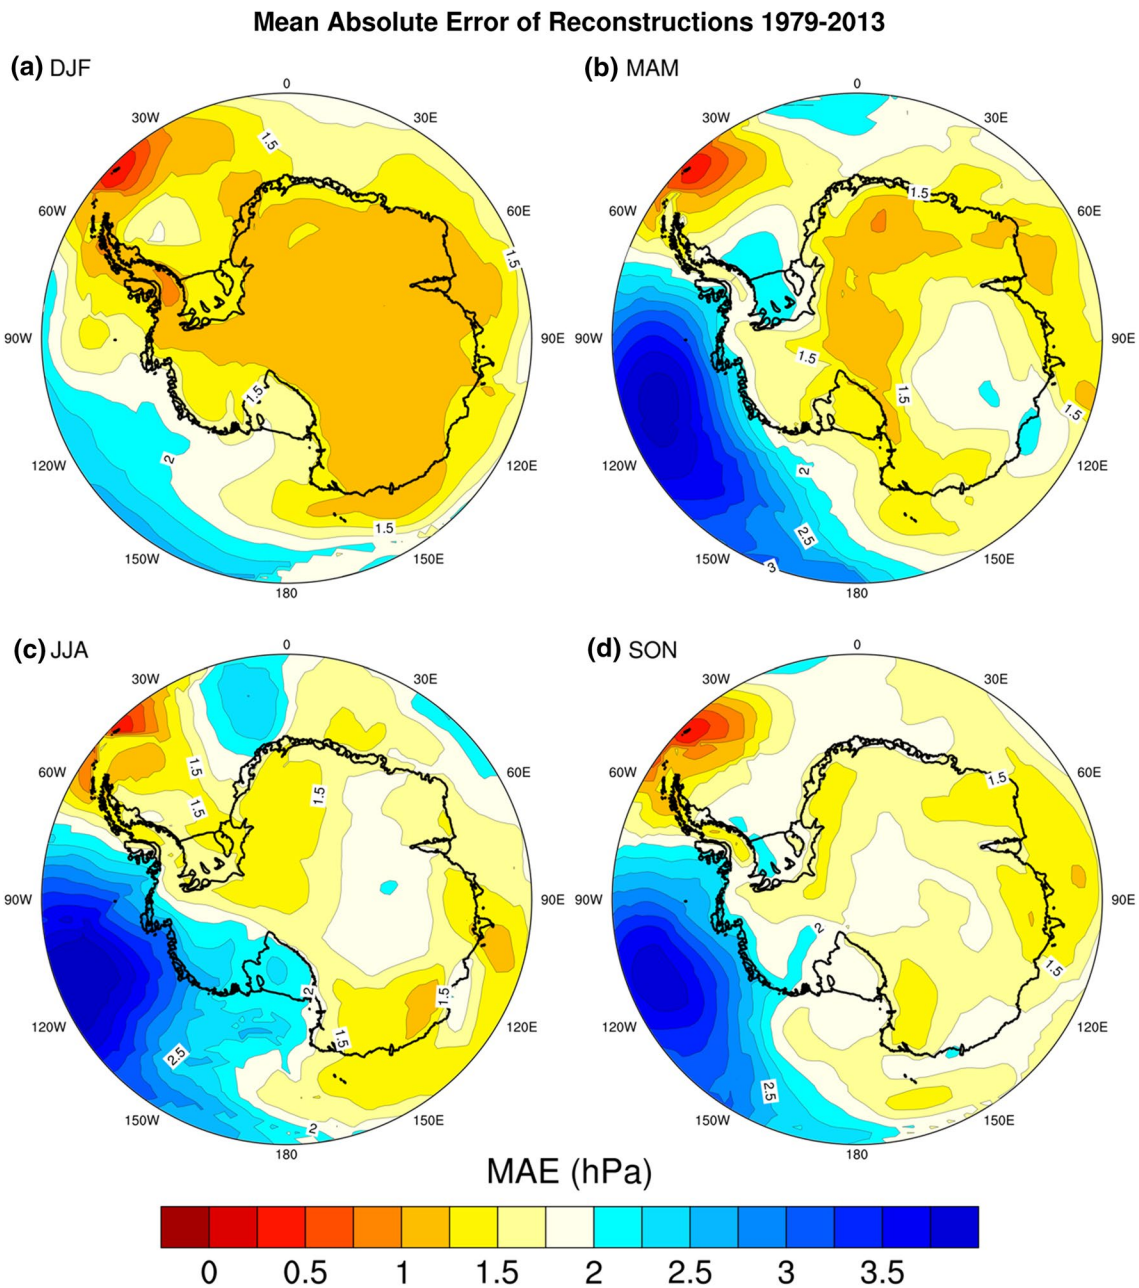 Mean Absolute Error of Reconstructions 1979-2013
(a) DJF
(b) MAM
0
30W
30E
60W
60E
90W
90E
120W
120E
150W
150E
180
1.5
1.5
1.5
2
1.5
0
30W
30E
60W
60E
90W
90E
120W
120E
150W
150E
180
1.5
1.5
1.5
1.5
2
2.5
3
(c) JJA
(d) SON
0
30W
30E
60W
60E
90W
90E
120W
120E
150W
150E
180
1.5
1.5
1.5
2
1.5
1.5
2.5
2
0
30W
30E
60W
60E
90W
90E
120W
120E
150W
150E
180
1.5
2
1.5
2.5
MAE (hPa)
0 0.5 1 1.5 2 2.5 3 3.5